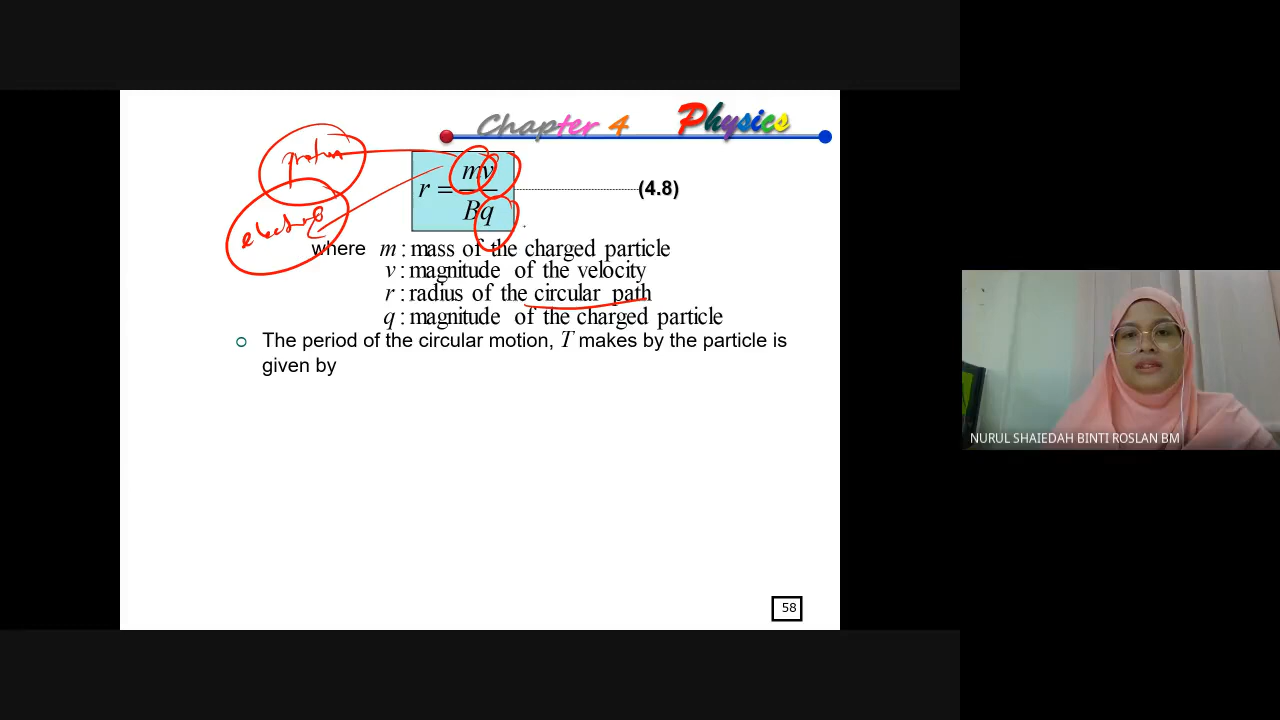 Chapter 4 Physics
proton
r = mv / Bq (4.8)
electron
where m : mass of the charged particle
v : magnitude of the velocity
r : radius of the circular path
q : magnitude of the charged particle
The period of the circular motion, T makes by the particle is
given by
NURUL SHAIEDAH BINTI ROSLAN BM
58